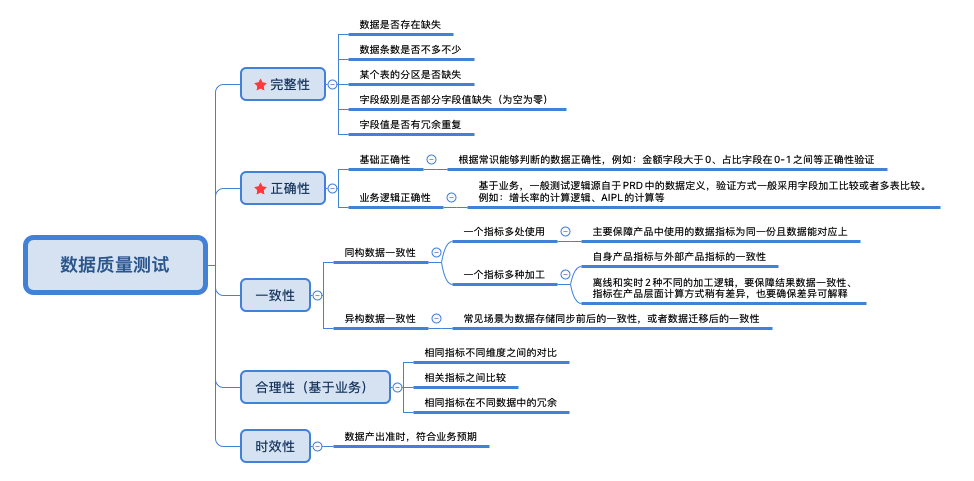 数据质量测试
完整性
数据是否存在缺失
数据条数是否不多不少
某个表的分区是否缺失
字段级别是否部分字段值缺失（为空为零）
字段值是否有冗余重复
正确性
基础正确性
根据常识能够判断的数据正确性，例如：金额字段大于0、占比字段在0-1之间等正确性验证
业务逻辑正确性
基于业务，一般测试逻辑源自于PRD中的数据定义，验证方式一般采用字段加工比较或者多表比较。
例如：增长率的计算逻辑、AIPL的计算等
一致性
同构数据一致性
一个指标多处使用
主要保障产品中使用的数据指标为同一份且数据能对应上
一个指标多种加工
自身产品指标与外部产品指标的一致性
离线和实时2种不同的加工逻辑，要保障结果数据一致性、
指标在产品层面计算方式稍有差异，也要确保差异可解释
异构数据一致性
常见场景为数据存储同步前后的一致性，或者数据迁移后的一致性
合理性（基于业务）
相同指标不同维度之间的对比
相关指标之间比较
相同指标在不同数据中的冗余
时效性
数据产出准时，符合业务预期